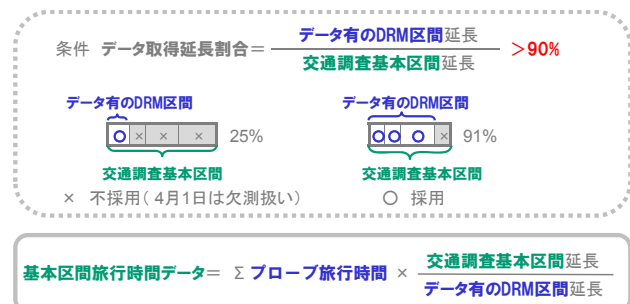 条件 データ取得延長割合＝ データ有のDRM区間延長 ＞90%
交通調査基本区間延長
データ有のDRM区間
○ × × × 25%
交通調査基本区間
× 不採用（4月1日は欠測扱い）
データ有のDRM区間
○ ○ ○ × 91%
交通調査基本区間
○ 採用
基本区間旅行時間データ＝ Σ プローブ旅行時間 × 交通調査基本区間延長
データ有のDRM区間延長